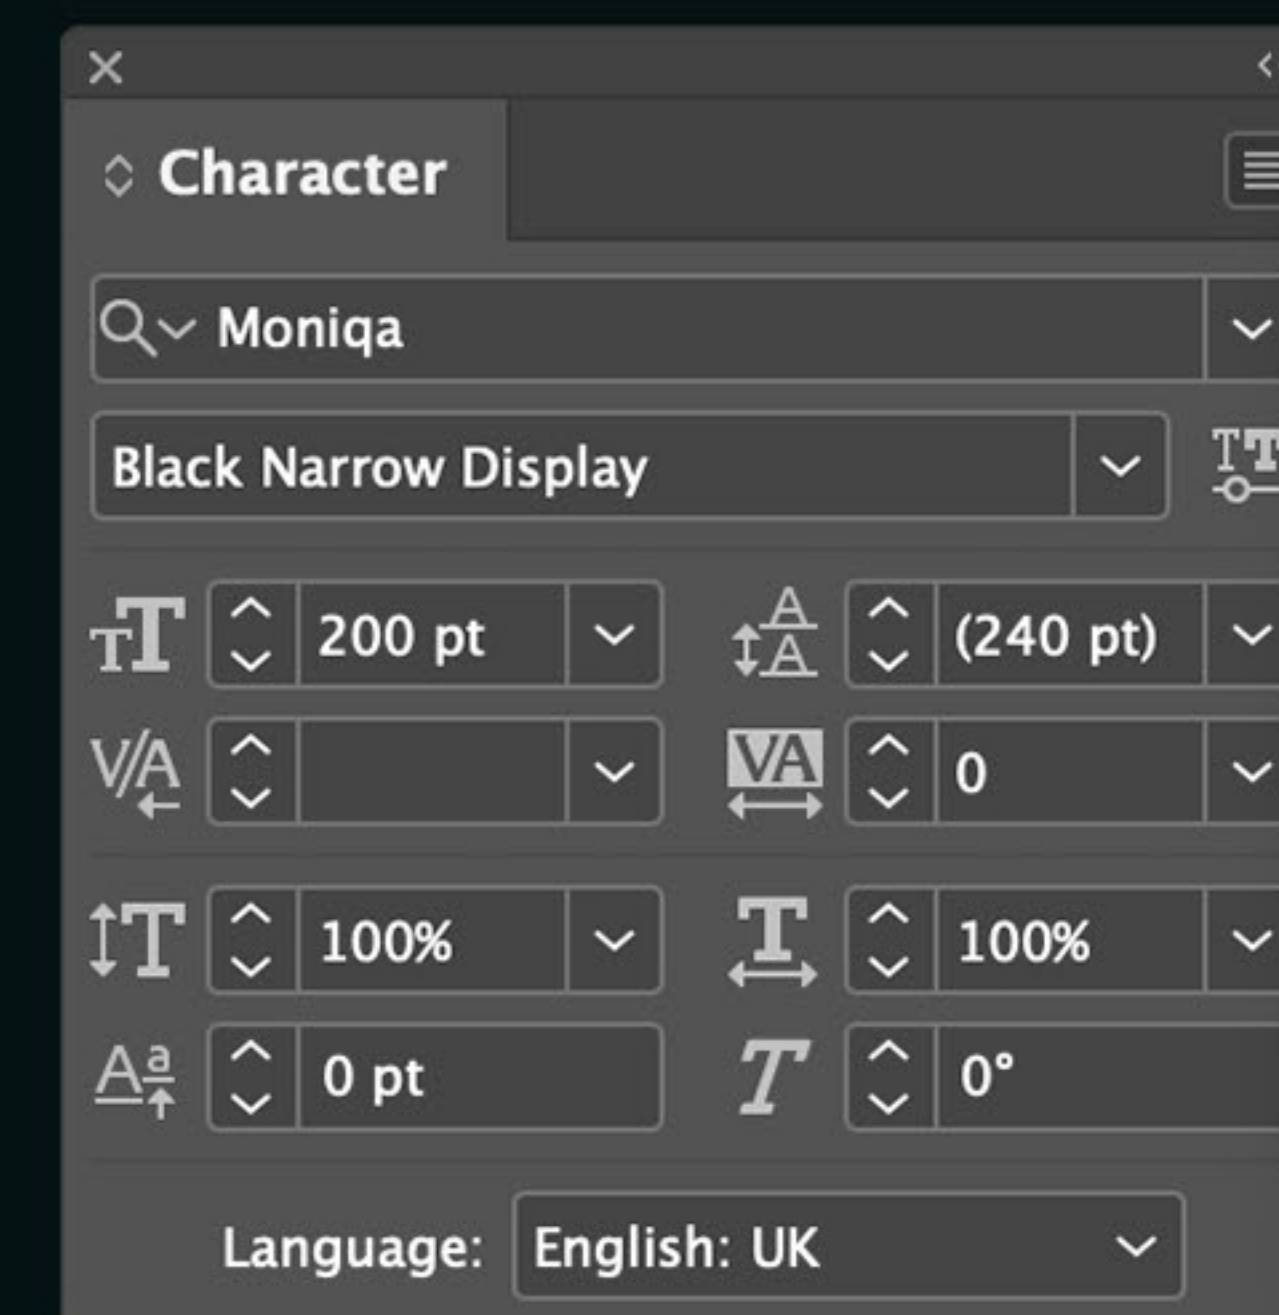 Character
Moniqa
Black Narrow Display
200 pt (240 pt)
0
100% 100%
0 pt 0°
Language: English: UK